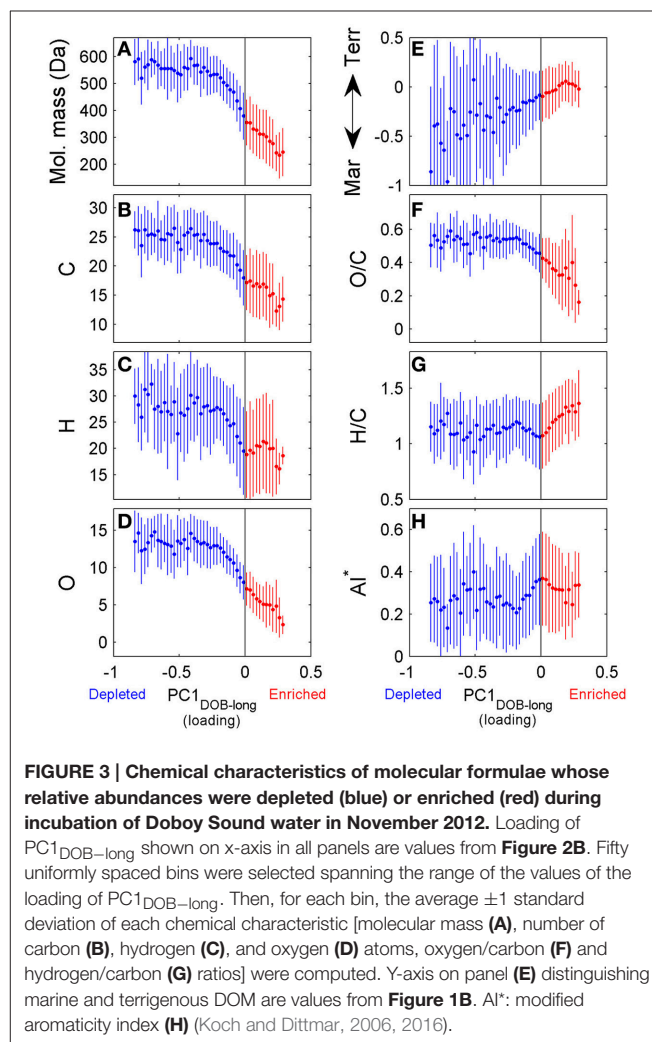 A
Mol. mass (Da)
600
500
400
300
200
B
C
30
25
20
15
10
C
H
35
30
25
20
15
D
O
15
10
5
0
-1 -0.5 0 0.5
Depleted PC1DOB-long Enriched
(loading)
E
Mar Terr
0
-0.5
-1
F
O/C
0.6
0.4
0.2
0
G
H/C
1.5
1
0.5
H
AI*
0.6
0.4
0.2
0
-1 -0.5 0 0.5
Depleted PC1DOB-long Enriched
(loading)
FIGURE 3 | Chemical characteristics of molecular formulae whose
relative abundances were depleted (blue) or enriched (red) during
incubation of Doboy Sound water in November 2012. Loading of
PC1DOB−long shown on x-axis in all panels are values from Figure 2B. Fifty
uniformly spaced bins were selected spanning the range of the values of the
loading of PC1DOB−long. Then, for each bin, the average ±1 standard
deviation of each chemical characteristic [molecular mass (A), number of
carbon (B), hydrogen (C), and oxygen (D) atoms, oxygen/carbon (F) and
hydrogen/carbon (G) ratios] were computed. Y-axis on panel (E) distinguishing
marine and terrigenous DOM are values from Figure 1B. AI*: modified
aromaticity index (H) (Koch and Dittmar, 2006, 2016).